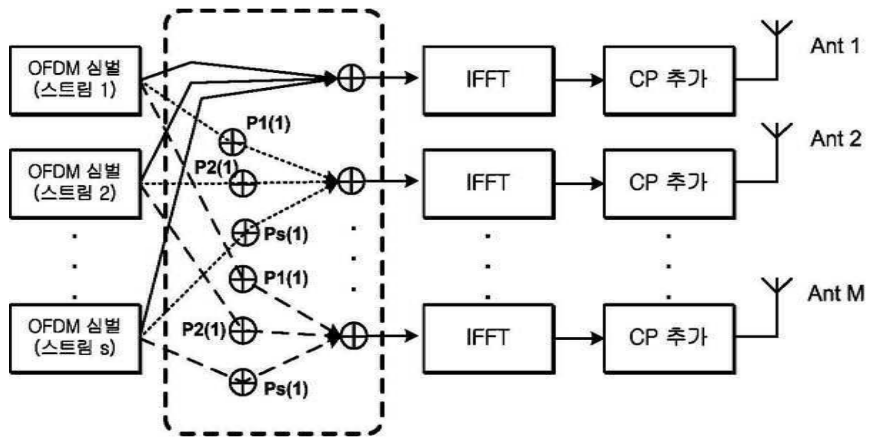 OFDM 심벌
(스트림 1)
IFFT
CP 추가
Ant 1
P1(1)
OFDM 심벌
(스트림 2)
P2(1)
IFFT
CP 추가
Ant 2
Ps(1)
P1(1)
OFDM 심벌
(스트림 s)
P2(1)
IFFT
CP 추가
Ant M
Ps(1)